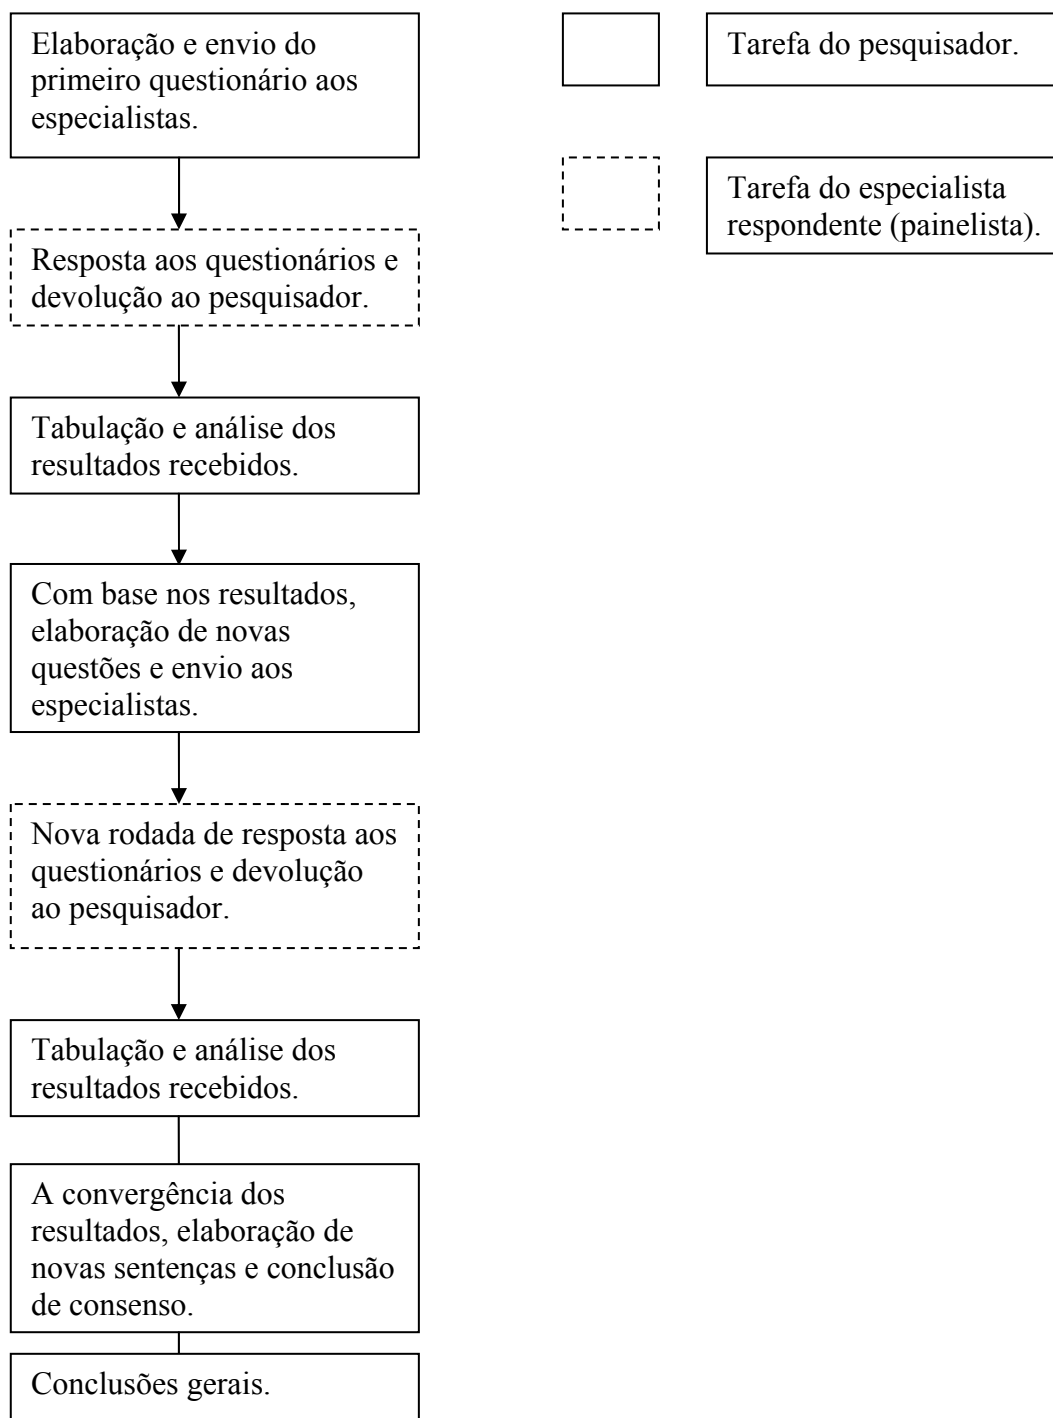 Elaboração e envio do
primeiro questionário aos
especialistas.
Resposta aos questionários e
devolução ao pesquisador.
Tabulação e análise dos
resultados recebidos.
Com base nos resultados,
elaboração de novas
questões e envio aos
especialistas.
Nova rodada de resposta aos
questionários e devolução
ao pesquisador.
Tabulação e análise dos
resultados recebidos.
A convergência dos
resultados, elaboração de
novas sentenças e conclusão
de consenso.
Conclusões gerais.
Tarefa do pesquisador.
Tarefa do especialista
respondente (painelista).